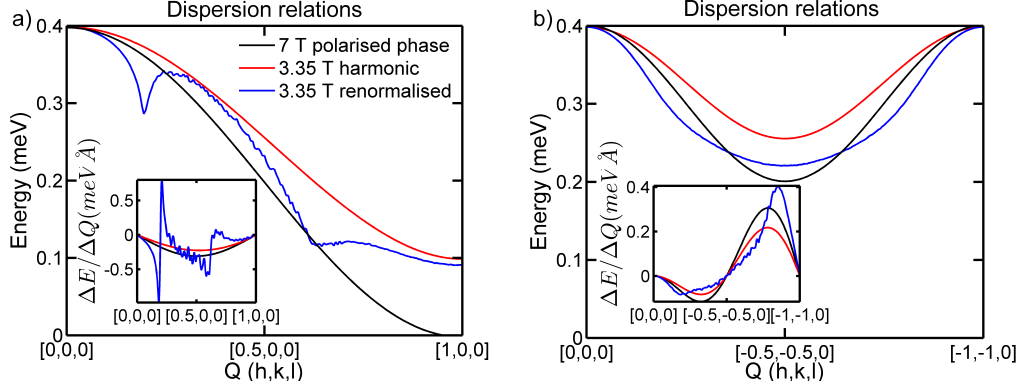 a)
Dispersion relations
7 T polarised phase
3.35 T harmonic
3.35 T renormalised
Energy (meV)
0.4
0.3
0.2
0.1
0
[0,0,0] [0.5,0,0] [1,0,0]
Q (h,k,l)
ΔE/ΔQ(meV Å)
0.5
0
-0.5
[0,0,0] [0.5,0,0] [1,0,0]
b)
Dispersion relations
Energy (meV)
0.4
0.3
0.2
0.1
0
[0,0,0] [-0.5,-0.5,0] [-1,-1,0]
Q (h,k,l)
ΔE/ΔQ(meV Å)
0.4
0.2
0
[0,0,0] [-0.5,-0.5,0] [-1,-1,0]